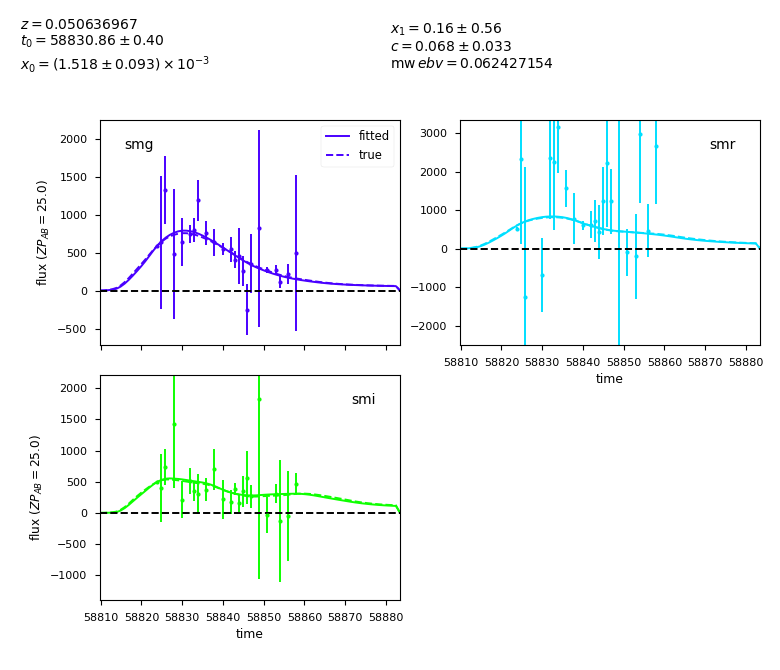 z = 0.050636967
t₀ = 58830.86 ± 0.40
x₀ = (1.518 ± 0.093) × 10⁻³
x₁ = 0.16 ± 0.56
c = 0.068 ± 0.033
mw ebv = 0.062427154
smg
fitted
true
2000
1500
1000
500
0
−500
flux (ZP_AB = 25.0)
smr
3000
2000
1000
0
−1000
−2000
58810 58820 58830 58840 58850 58860 58870 58880
time
smi
2000
1500
1000
500
0
−500
−1000
flux (ZP_AB = 25.0)
58810 58820 58830 58840 58850 58860 58870 58880
time